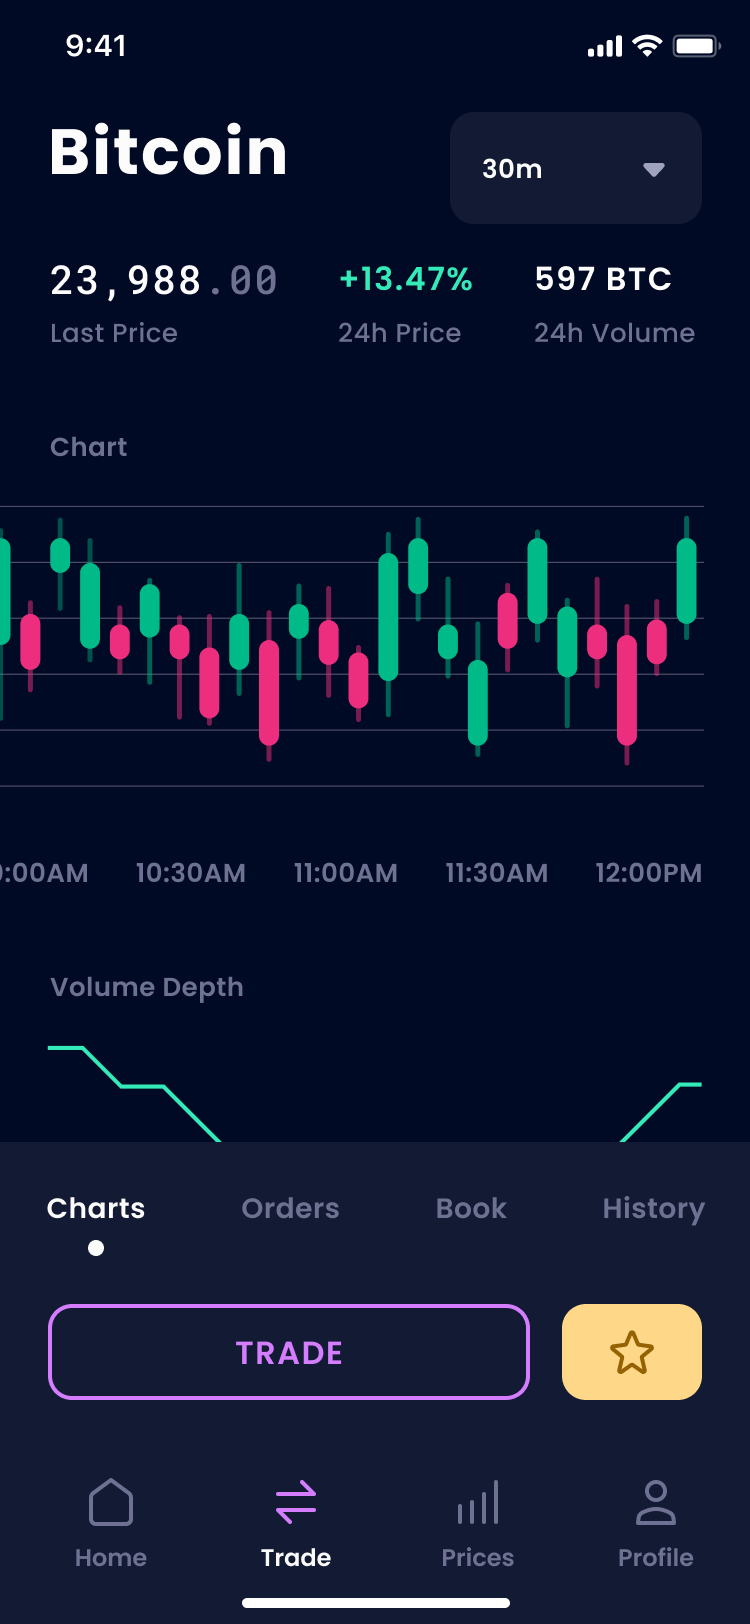 9:41
Bitcoin
30m
23,988.00 +13.47% 597 BTC
Last Price 24h Price 24h Volume
Chart
:00AM 10:30AM 11:00AM 11:30AM 12:00PM
Volume Depth
Charts Orders Book History
TRADE
Home Trade Prices Profile